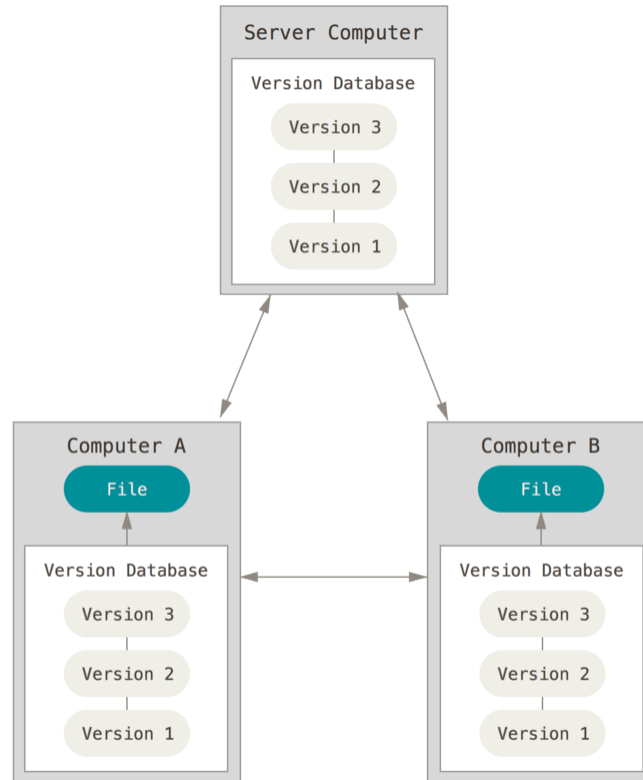 Server Computer
Version Database
Version 3
Version 2
Version 1
Computer A
File
Version Database
Version 3
Version 2
Version 1
Computer B
File
Version Database
Version 3
Version 2
Version 1